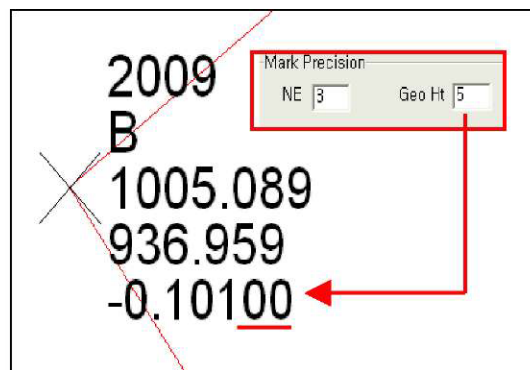 2009
B
1005.089
936.959
-0.10100
Mark Precision
NE 3 Geo Ht 5